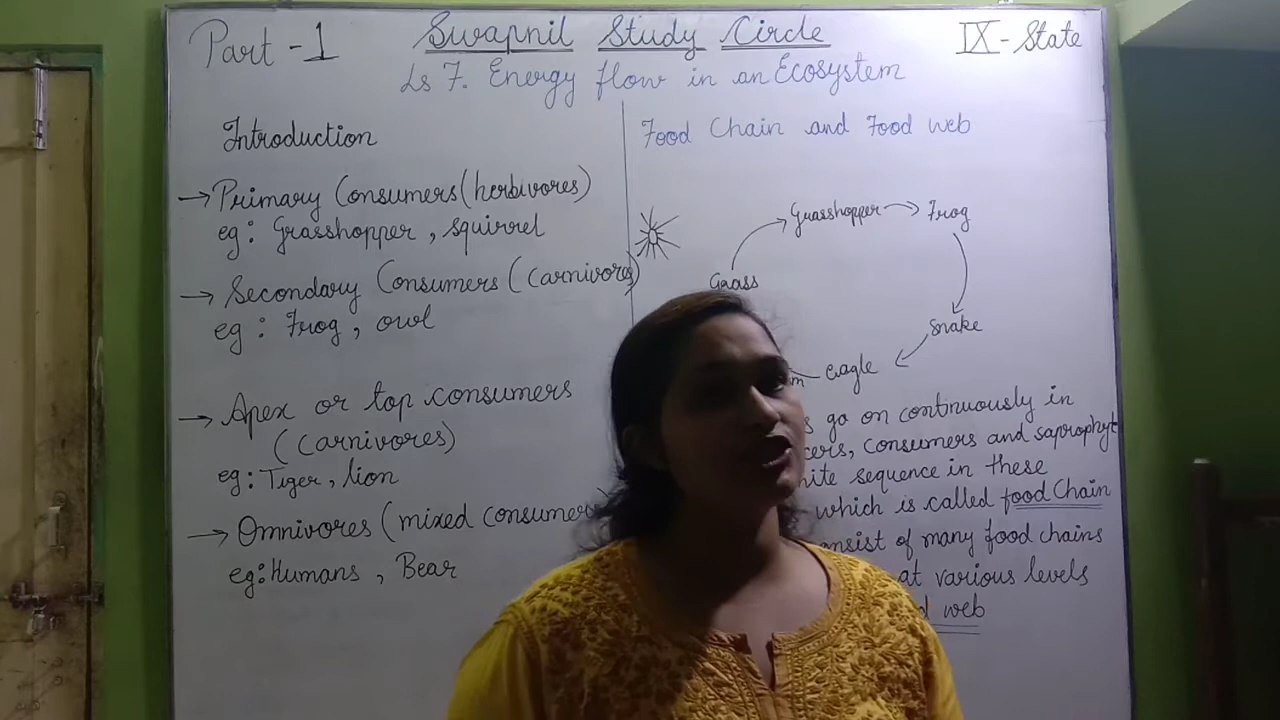 Part -1
Swapnil Study Circle
IX - State
Ls 7. Energy flow in an Ecosystem
Introduction
→ Primary Consumers (herbivores)
eg: Grasshopper, squirrel
→ Secondary Consumers (Carnivores)
eg: Frog, owl
→ Apex or top consumers
(Carnivores)
eg: Tiger, lion
→ Omnivores (mixed consumers
eg: Humans, Bear
Food Chain and Food web
Grasshopper → Frog
Grass
Snake
eagle
go on continuously in
consumers and saprophyt
sequence in these
which is called food Chain
of many food chains
at various levels
web